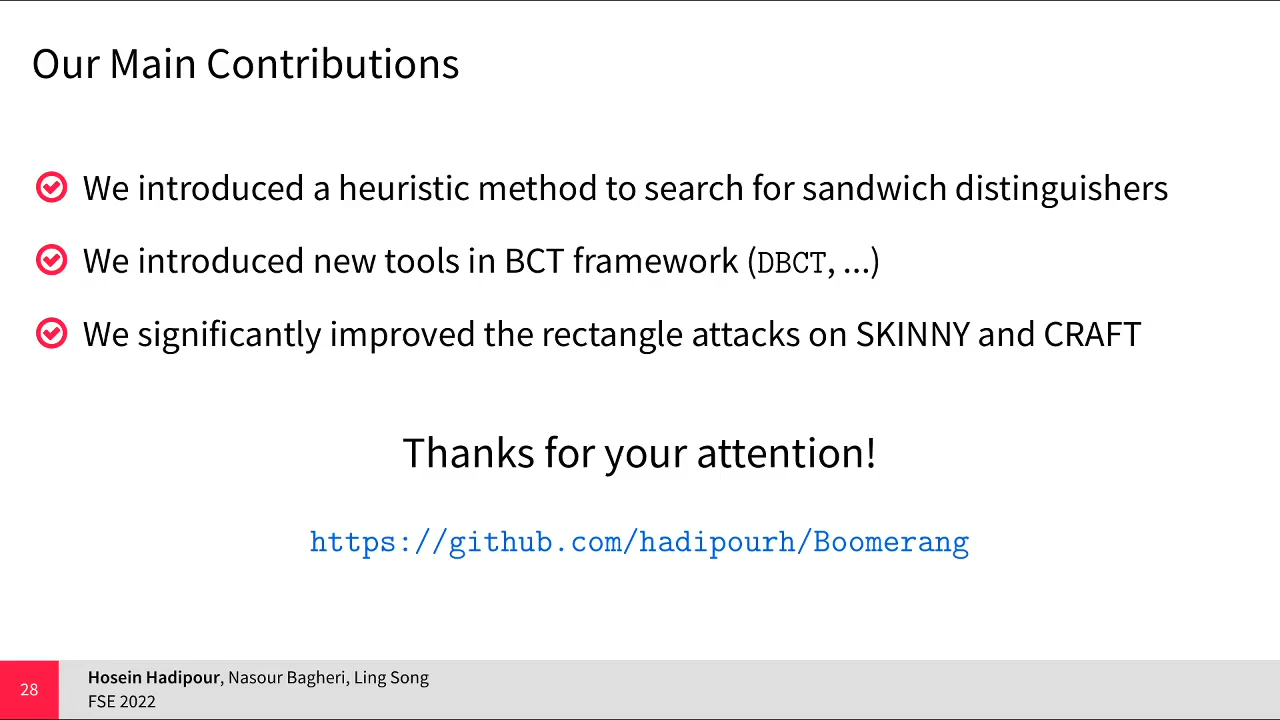 Our Main Contributions
We introduced a heuristic method to search for sandwich distinguishers
We introduced new tools in BCT framework (DBCT, ...)
We significantly improved the rectangle attacks on SKINNY and CRAFT
Thanks for your attention!
https://github.com/hadipourh/Boomerang
28
Hosein Hadipour, Nasour Bagheri, Ling Song
FSE 2022